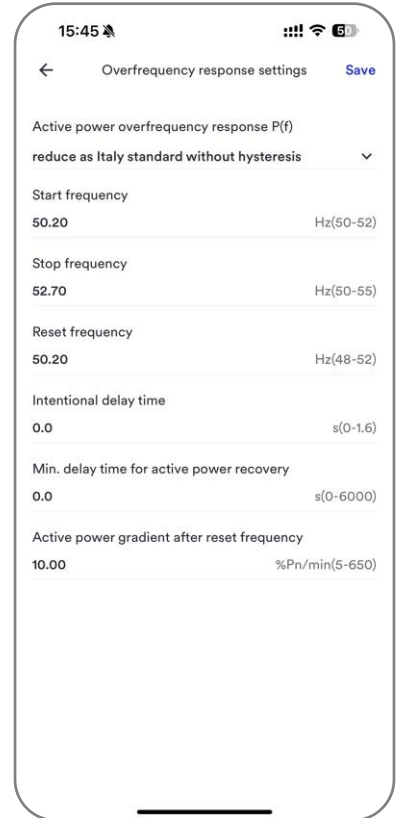 15:45
50
Overfrequency response settings Save
Active power overfrequency response P(f)
reduce as Italy standard without hysteresis
Start frequency
50.20 Hz(50-52)
Stop frequency
52.70 Hz(50-55)
Reset frequency
50.20 Hz(48-52)
Intentional delay time
0.0 s(0-1.6)
Min. delay time for active power recovery
0.0 s(0-6000)
Active power gradient after reset frequency
10.00 %Pn/min(5-650)